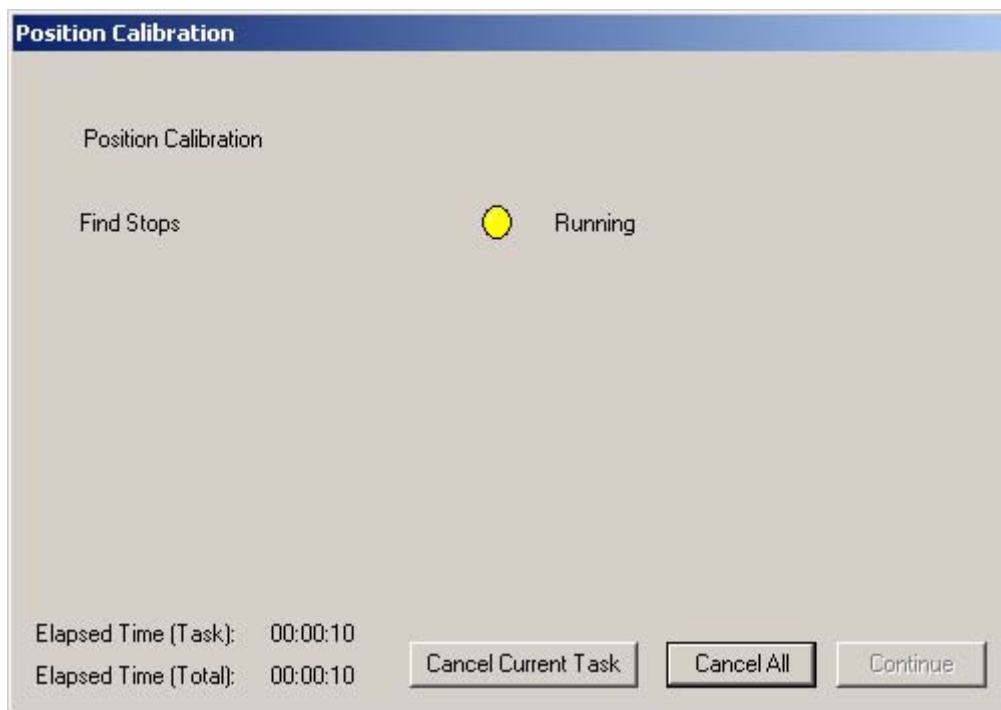 Position Calibration
Position Calibration
Find Stops Running
Elapsed Time (Task): 00:00:10
Elapsed Time (Total): 00:00:10
Cancel Current Task Cancel All Continue